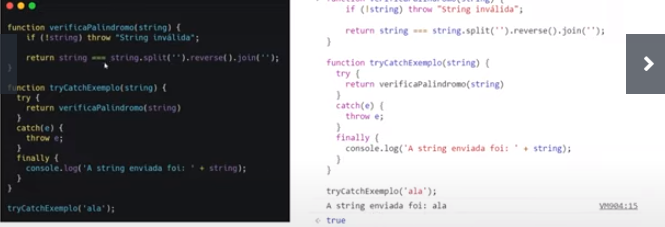 function verificaPalindromo(string) {
if (!string) throw "String inválida";
return string === string.split('').reverse().join('');
}
function tryCatchExemplo(string) {
try {
return verificaPalindromo(string)
}
catch(e) {
throw e;
}
finally {
console.log('A string enviada foi: ' + string);
}
}
tryCatchExemplo('ala');
if (!string) throw "String inválida";
return string === string.split('').reverse().join('');
}
function tryCatchExemplo(string) {
try {
return verificaPalindromo(string)
}
catch(e) {
throw e;
}
finally {
console.log('A string enviada foi: ' + string);
}
}
tryCatchExemplo('ala');
A string enviada foi: ala VM904:15
true